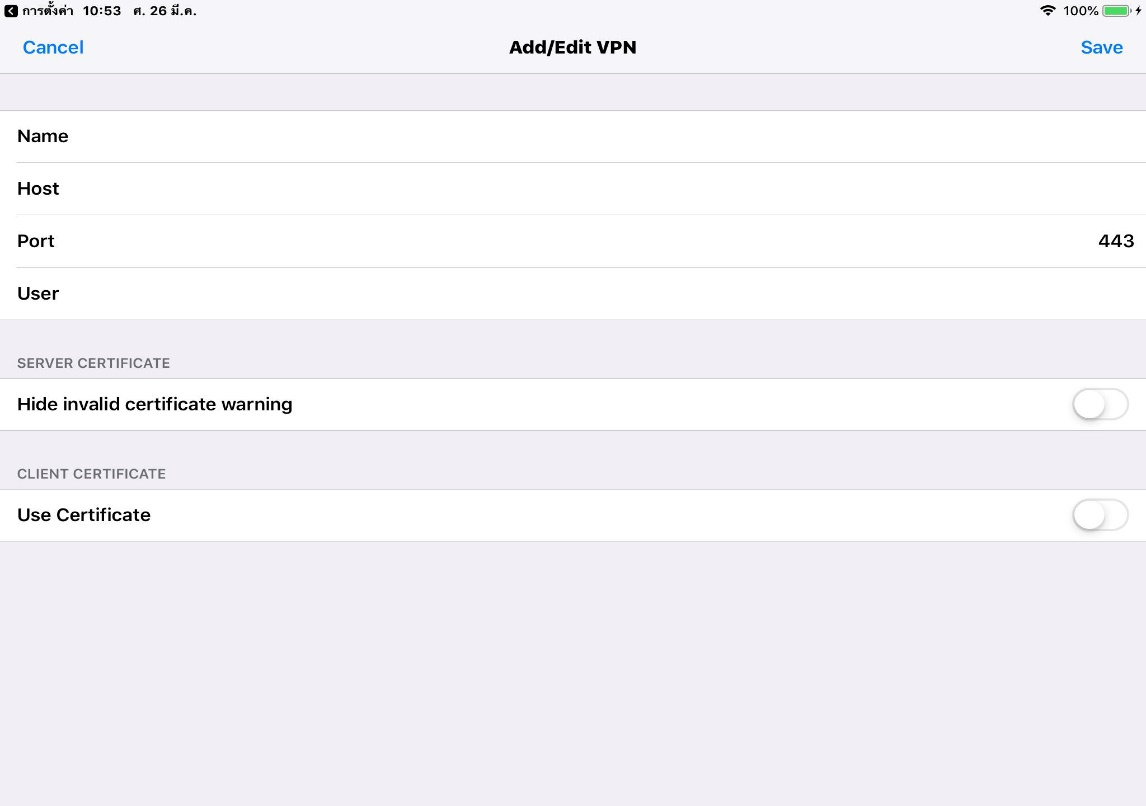 การตั้งค่า 10:53 ศ. 26 มี.ค. 100%
Cancel Add/Edit VPN Save
Name
Host
Port 443
User
SERVER CERTIFICATE
Hide invalid certificate warning
CLIENT CERTIFICATE
Use Certificate